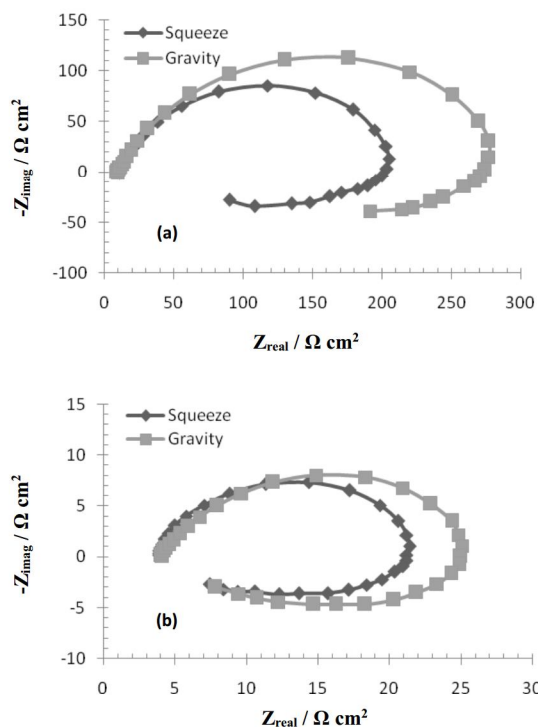 150
Squeeze
Gravity
100
50
0
-50
-100
-Zimag / Ω cm²
(a)
0 50 100 150 200 250 300
Zreal / Ω cm²
15
Squeeze
Gravity
10
5
0
-5
-10
-Zimag / Ω cm²
(b)
0 5 10 15 20 25 30
Zreal / Ω cm²